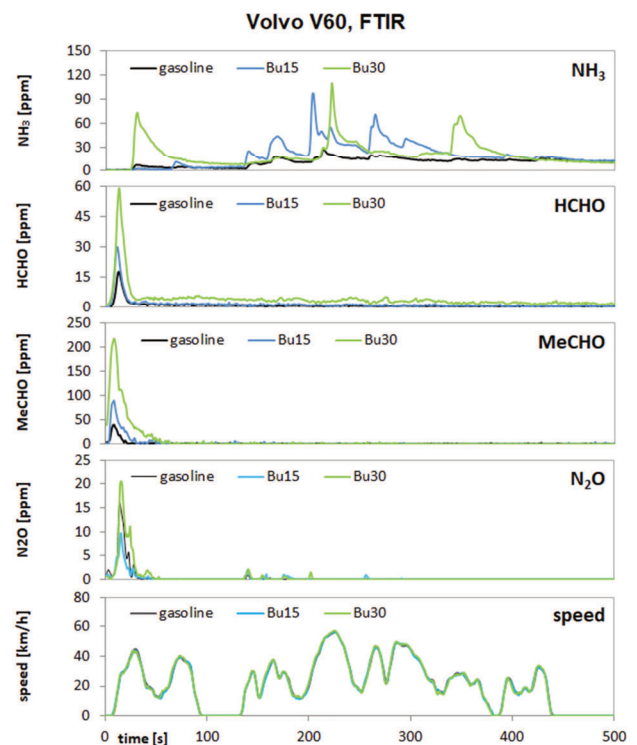 Volvo V60, FTIR
NH₃ [ppm]
150
120
90
60
30
0
gasoline Bu15 Bu30
NH₃
HCHO [ppm]
60
45
30
15
0
gasoline Bu15 Bu30
HCHO
MeCHO [ppm]
250
200
150
100
50
0
gasoline Bu15 Bu30
MeCHO
N2O [ppm]
25
20
15
10
5
0
gasoline Bu15 Bu30
N₂O
speed [km/h]
80
60
40
20
0
gasoline Bu15 Bu30
speed
0 time [s] 100 200 300 400 500